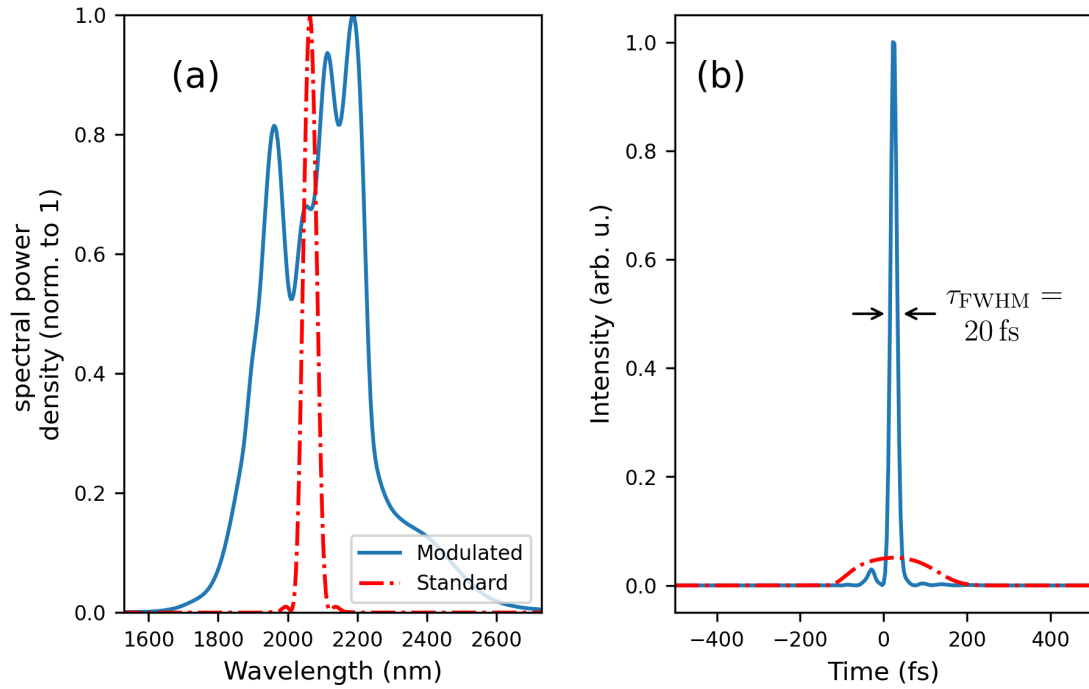 (a)
spectral power
density (norm. to 1)
1.0
0.8
0.6
0.4
0.2
0.0
1600 1800 2000 2200 2400 2600
Wavelength (nm)
Modulated
Standard
(b)
Intensity (arb. u.)
1.0
0.8
0.6
0.4
0.2
0.0
−400 −200 0 200 400
Time (fs)
τFWHM =
20 fs